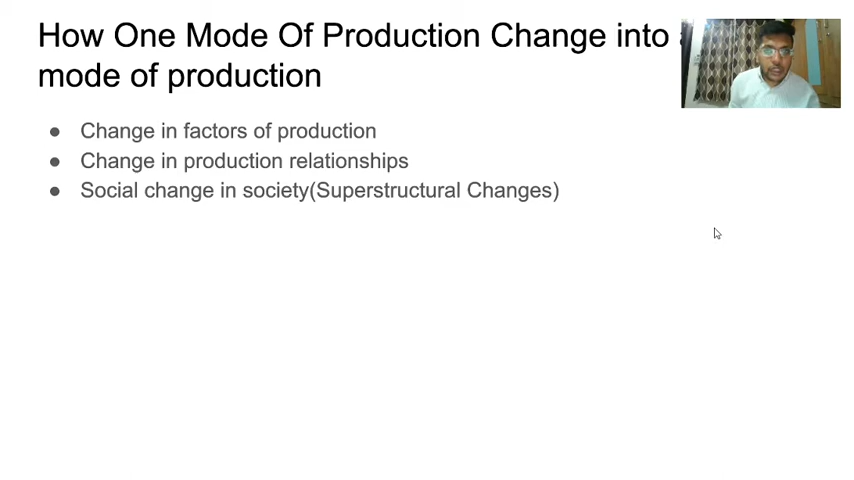 How One Mode Of Production Change into
mode of production
● Change in factors of production
● Change in production relationships
● Social change in society(Superstructural Changes)